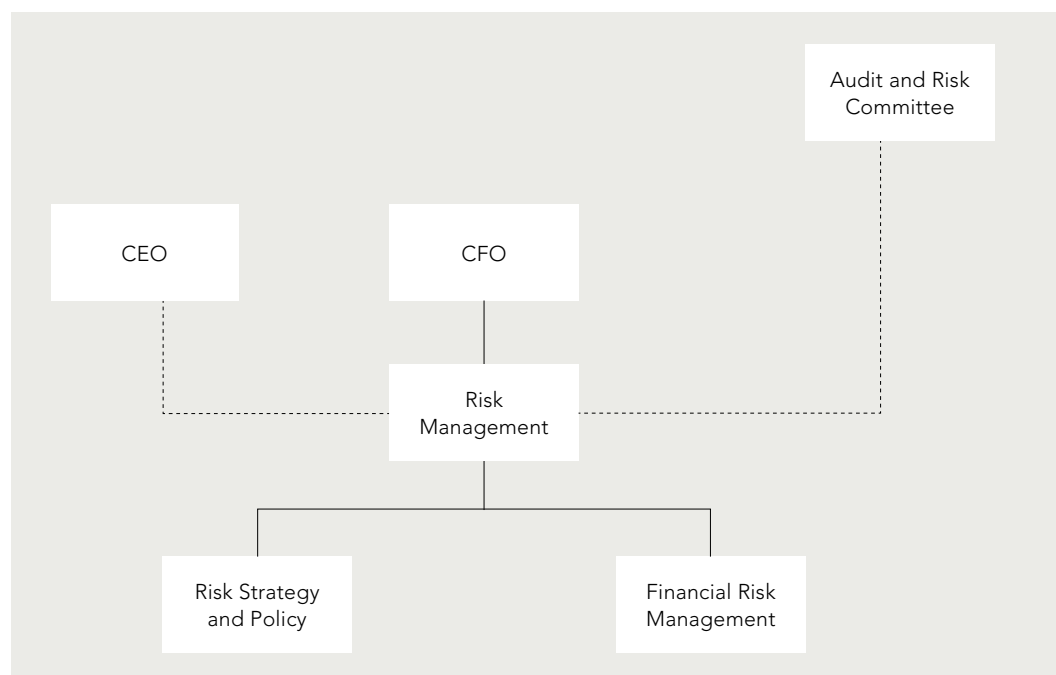 Audit and Risk
Committee
CEO
CFO
Risk
Management
Risk Strategy
and Policy
Financial Risk
Management